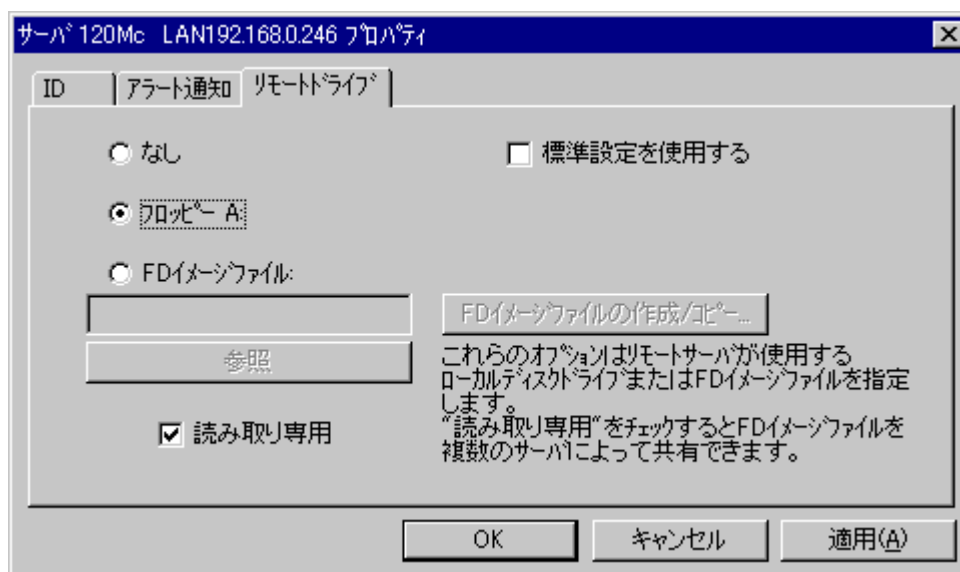 サーバ 120Mc LAN192.168.0.246 プロパティ
ID
アラート通知
リモートドライブ
なし
標準設定を使用する
フロッピー A:
FDイメージファイル:
FDイメージファイルの作成/コピー...
参照
これらのオプションはリモートサーバが使用する
ローカルディスクドライブまたはFDイメージファイルを指定
します。
"読み取り専用"をチェックするとFDイメージファイルを
複数のサーバによって共有できます。
読み取り専用
OK
キャンセル
適用(A)